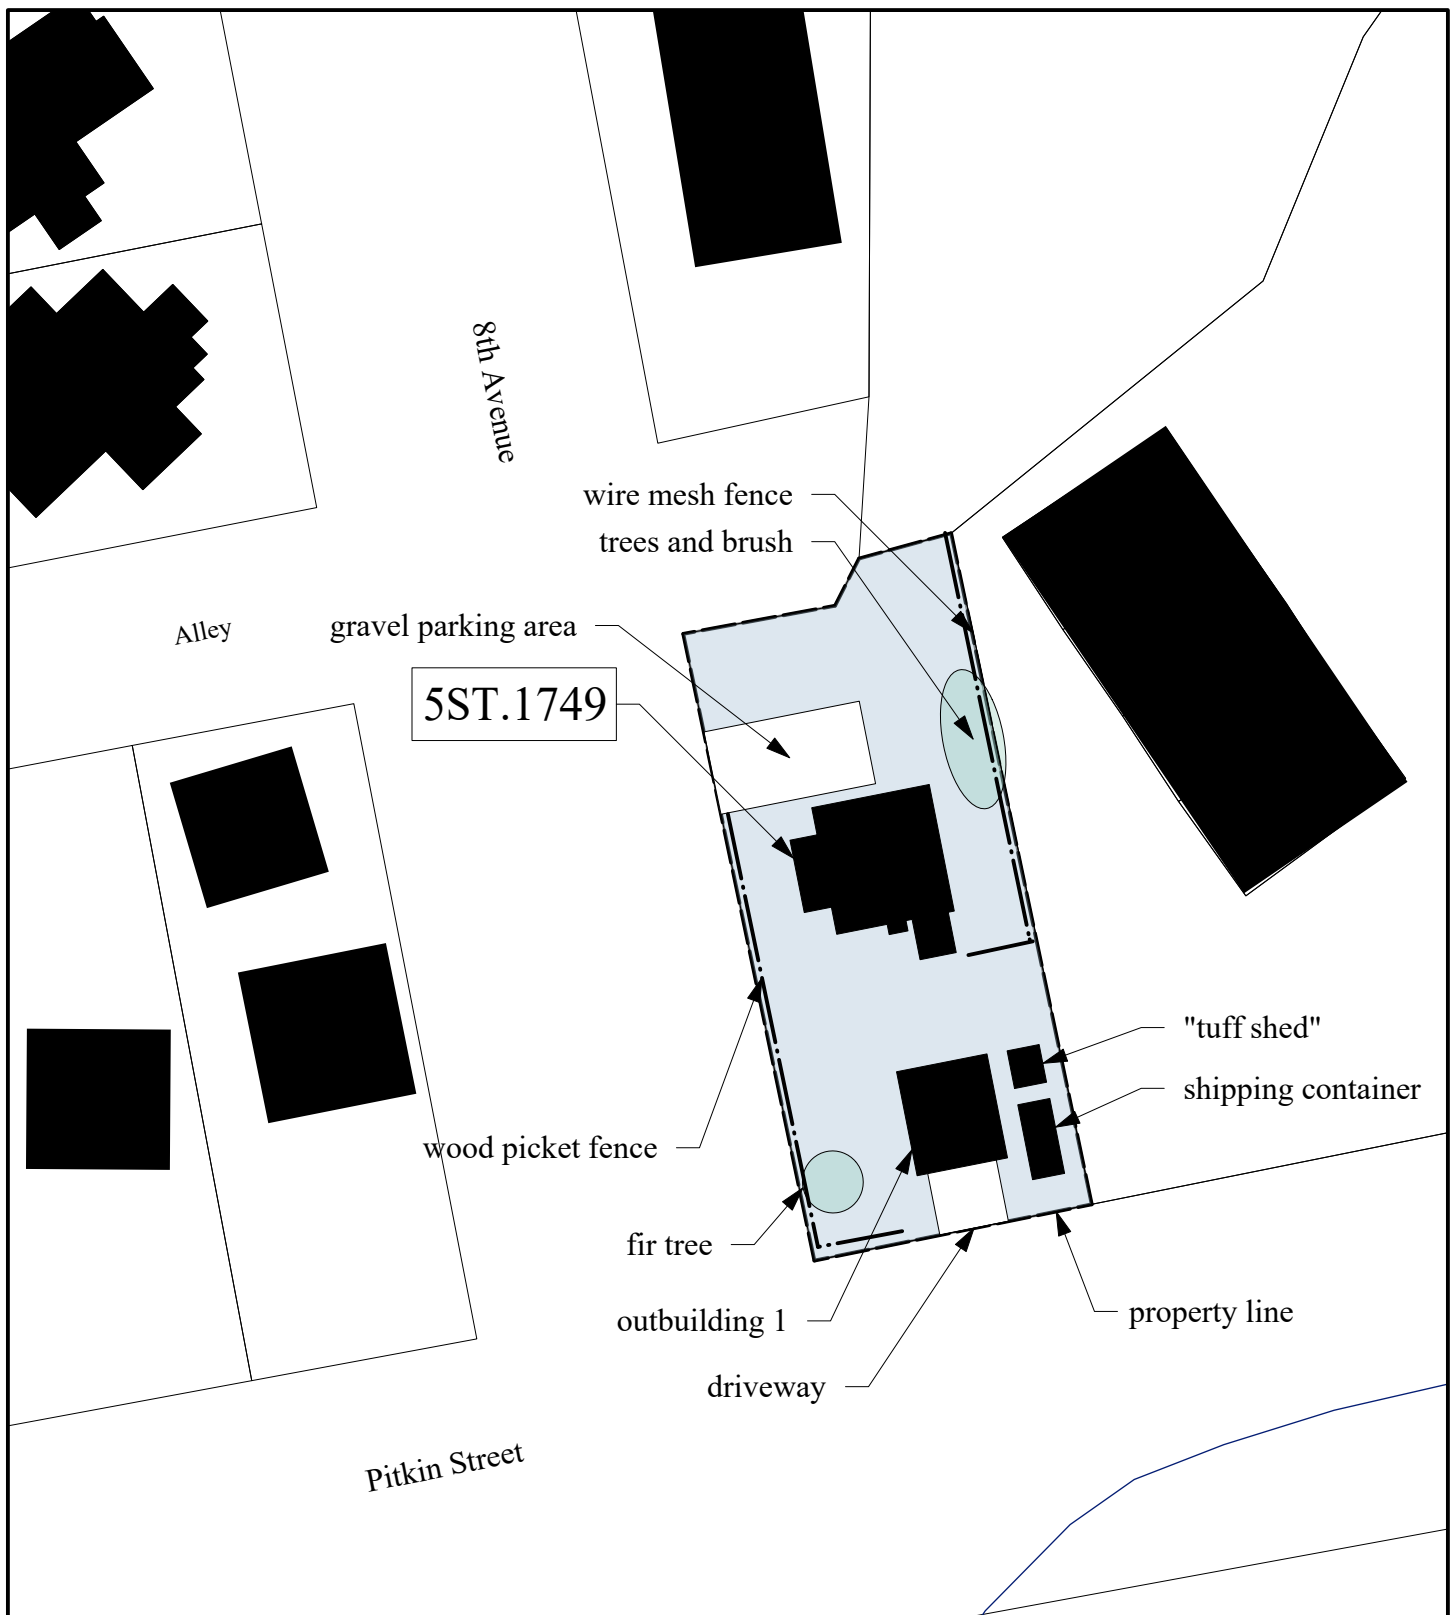 8th Avenue
wire mesh fence
trees and brush
Alley
gravel parking area
5ST.1749
"tuff shed"
shipping container
wood picket fence
fir tree
outbuilding 1
property line
driveway
Pitkin Street